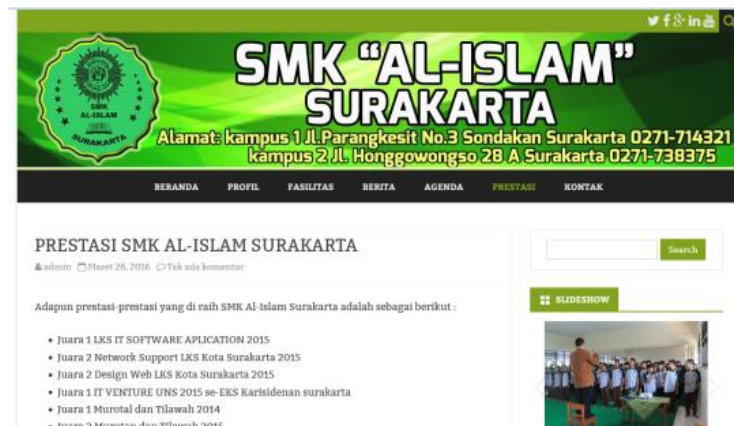 SMK
AL-ISLAM
SURAKARTA
SMK "AL-ISLAM"
SURAKARTA
Alamat: kampus 1 Jl.Parangkesit No.3 Sondakan Surakarta 0271-714321
kampus 2 Jl. Honggowongso 28 A Surakarta 0271-738375
BERANDA PROFIL FASILITAS BERITA AGENDA PRESTASI KONTAK
PRESTASI SMK AL-ISLAM SURAKARTA
admin Maret 28, 2016 Tak ada komentar
Search
Adapun prestasi-prestasi yang di raih SMK Al-Islam Surakarta adalah sebagai berikut :
SLIDESHOW
• Juara 1 LKS IT SOFTWARE APLICATION 2015
• Juara 2 Network Support LKS Kota Surakarta 2015
• Juara 2 Design Web LKS Kota Surakarta 2015
• Juara 1 IT VENTURE UNS 2015 se-EKS Karisidenan surakarta
• Juara 1 Murotal dan Tilawah 2014